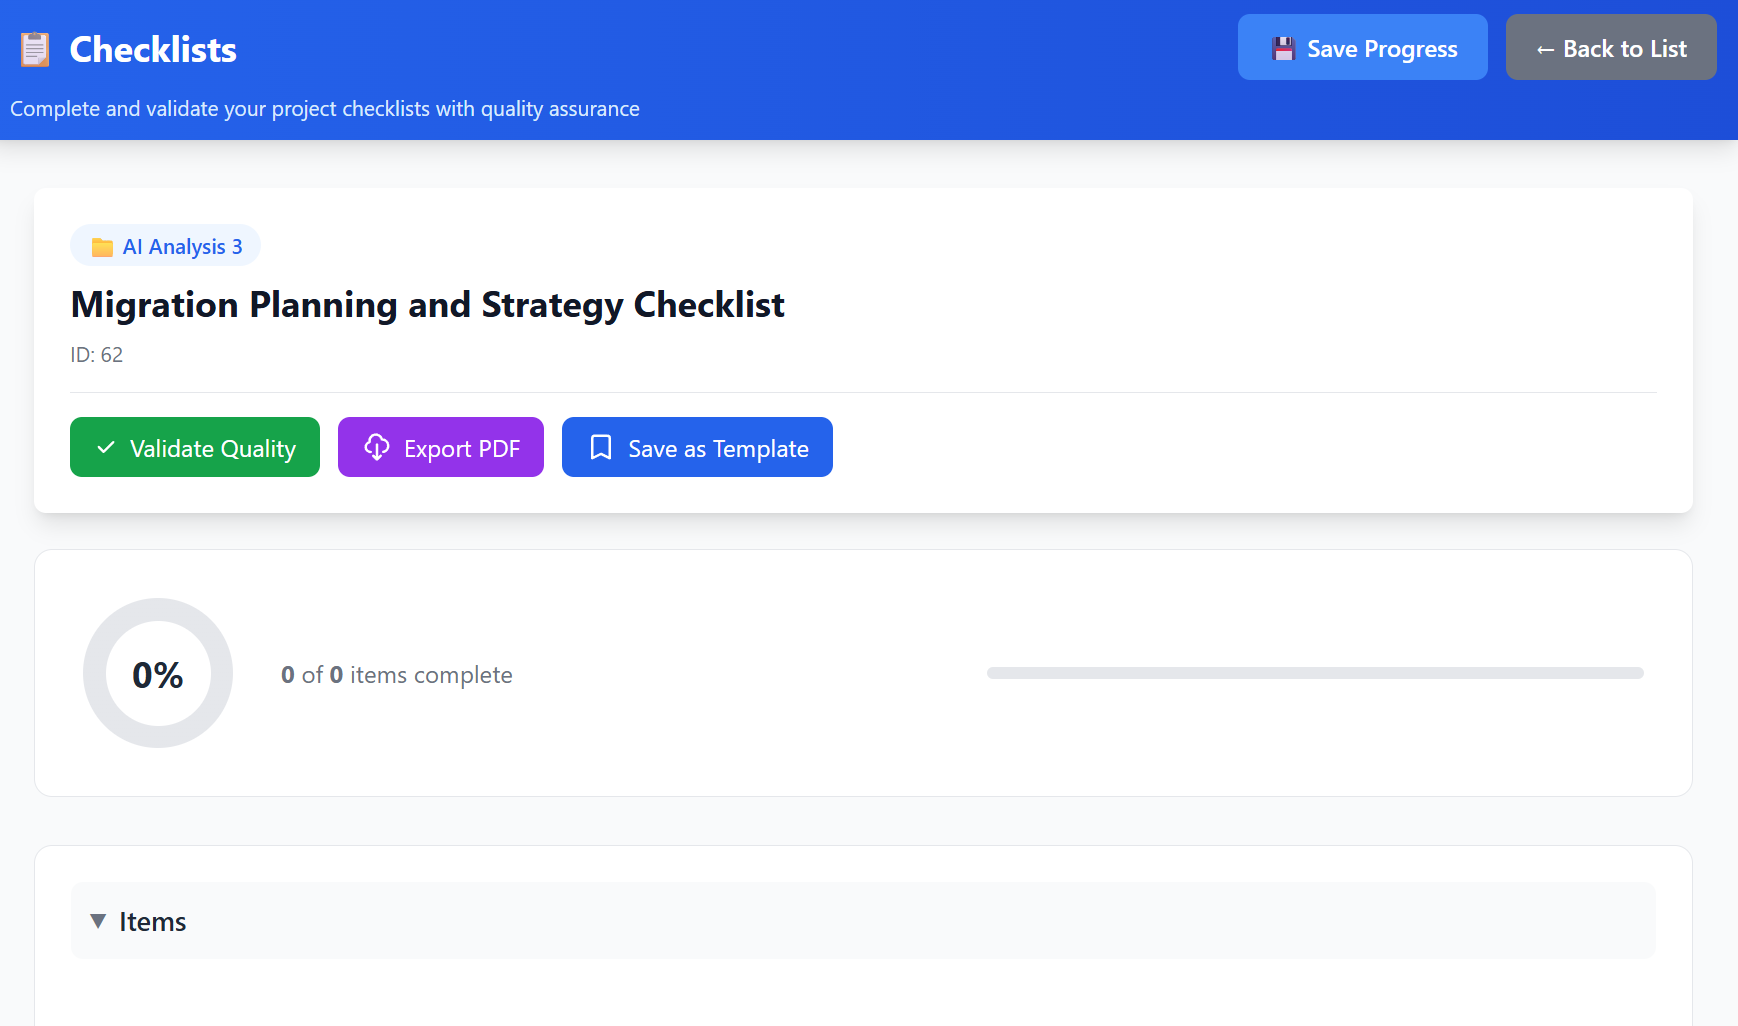 Checklists
Save Progress
← Back to List
Complete and validate your project checklists with quality assurance
AI Analysis 3
Migration Planning and Strategy Checklist
ID: 62
Validate Quality
Export PDF
Save as Template
0%
0 of 0 items complete
▼ Items